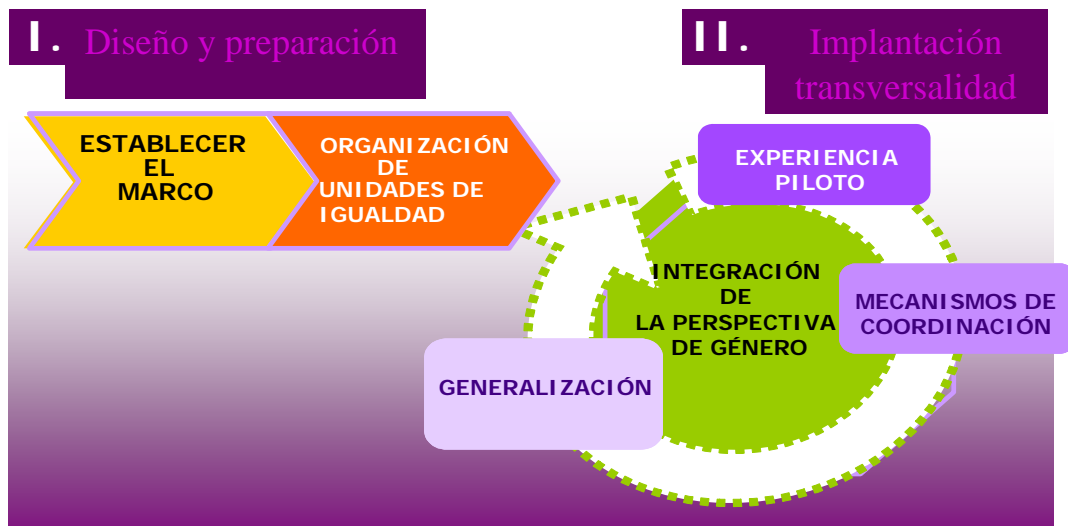 I. Diseño y preparación
II. Implantación
transversalidad
ESTABLECER
EL
MARCO
ORGANIZACIÓN
DE
UNIDADES DE
IGUALDAD
EXPERIENCIA
PILOTO
INTEGRACIÓN
DE
LA PERSPECTIVA
DE GÉNERO
MECANISMOS DE
COORDINACIÓN
GENERALIZACIÓN